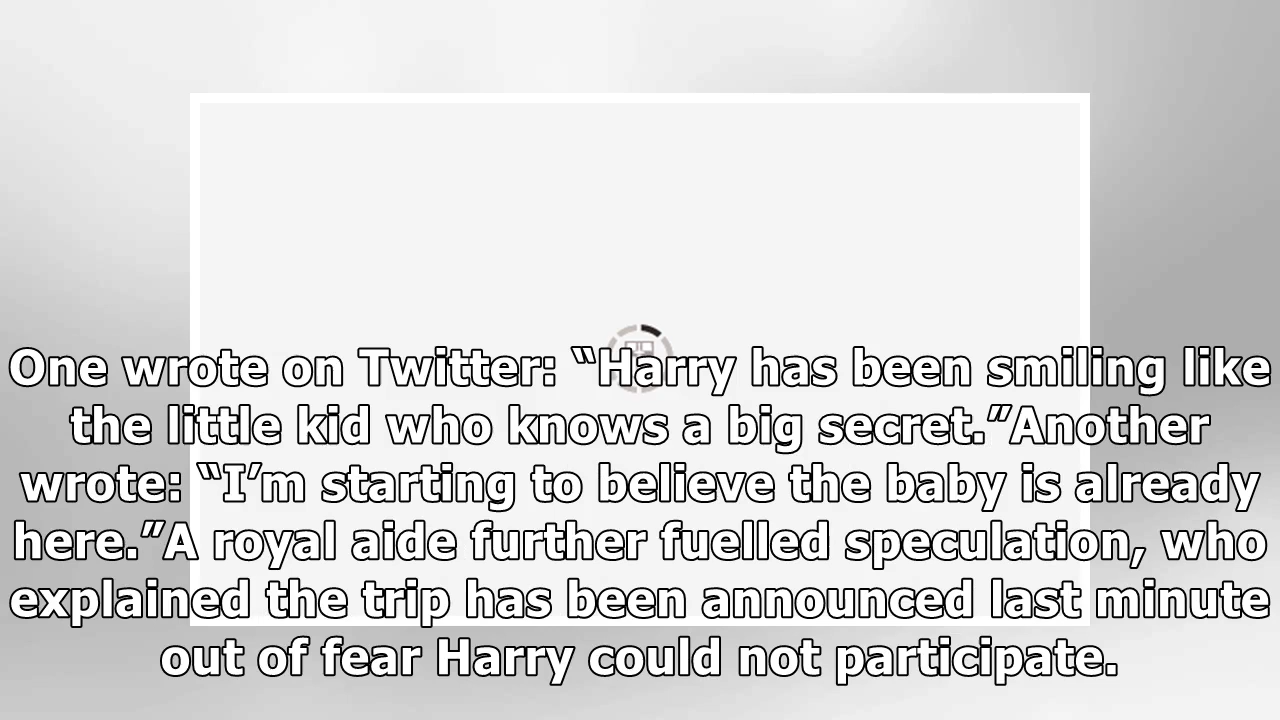 One wrote on Twitter: “Harry has been smiling like
the little kid who knows a big secret.”Another
wrote: “I’m starting to believe the baby is already
here.”A royal aide further fuelled speculation, who
explained the trip has been announced last minute
out of fear Harry could not participate.